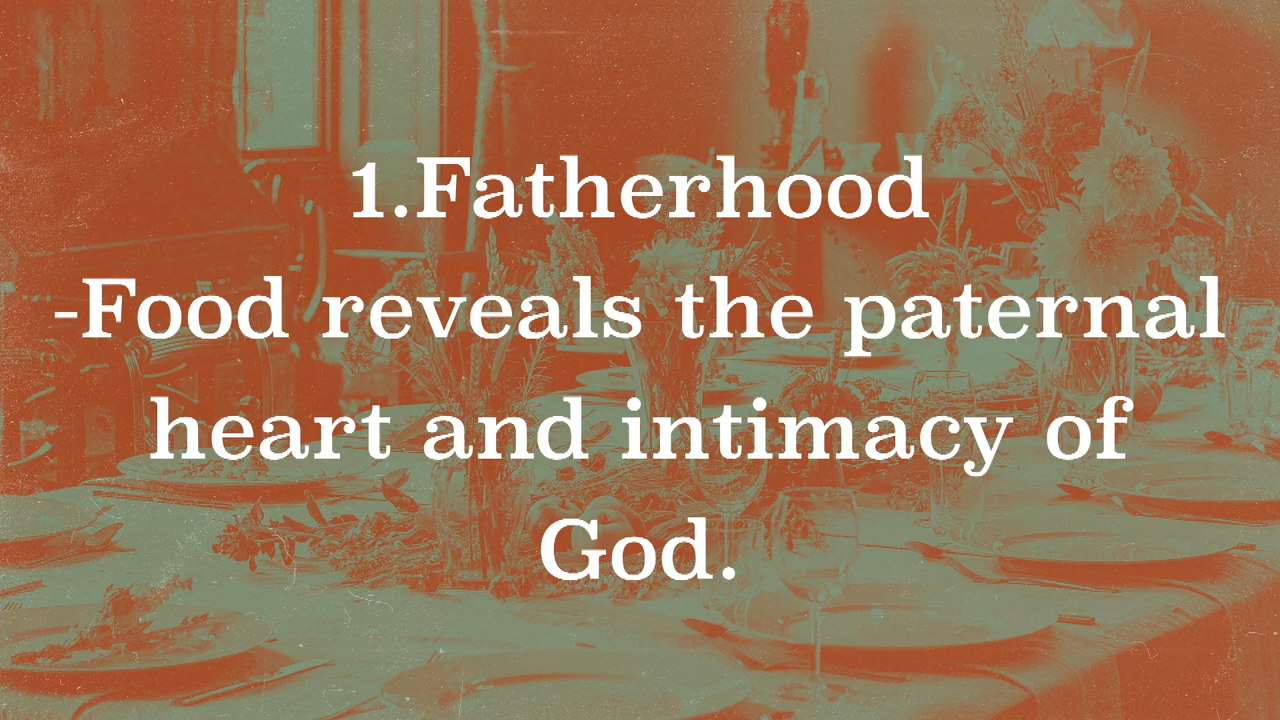 1.Fatherhood
-Food reveals the paternal
heart and intimacy of
God.